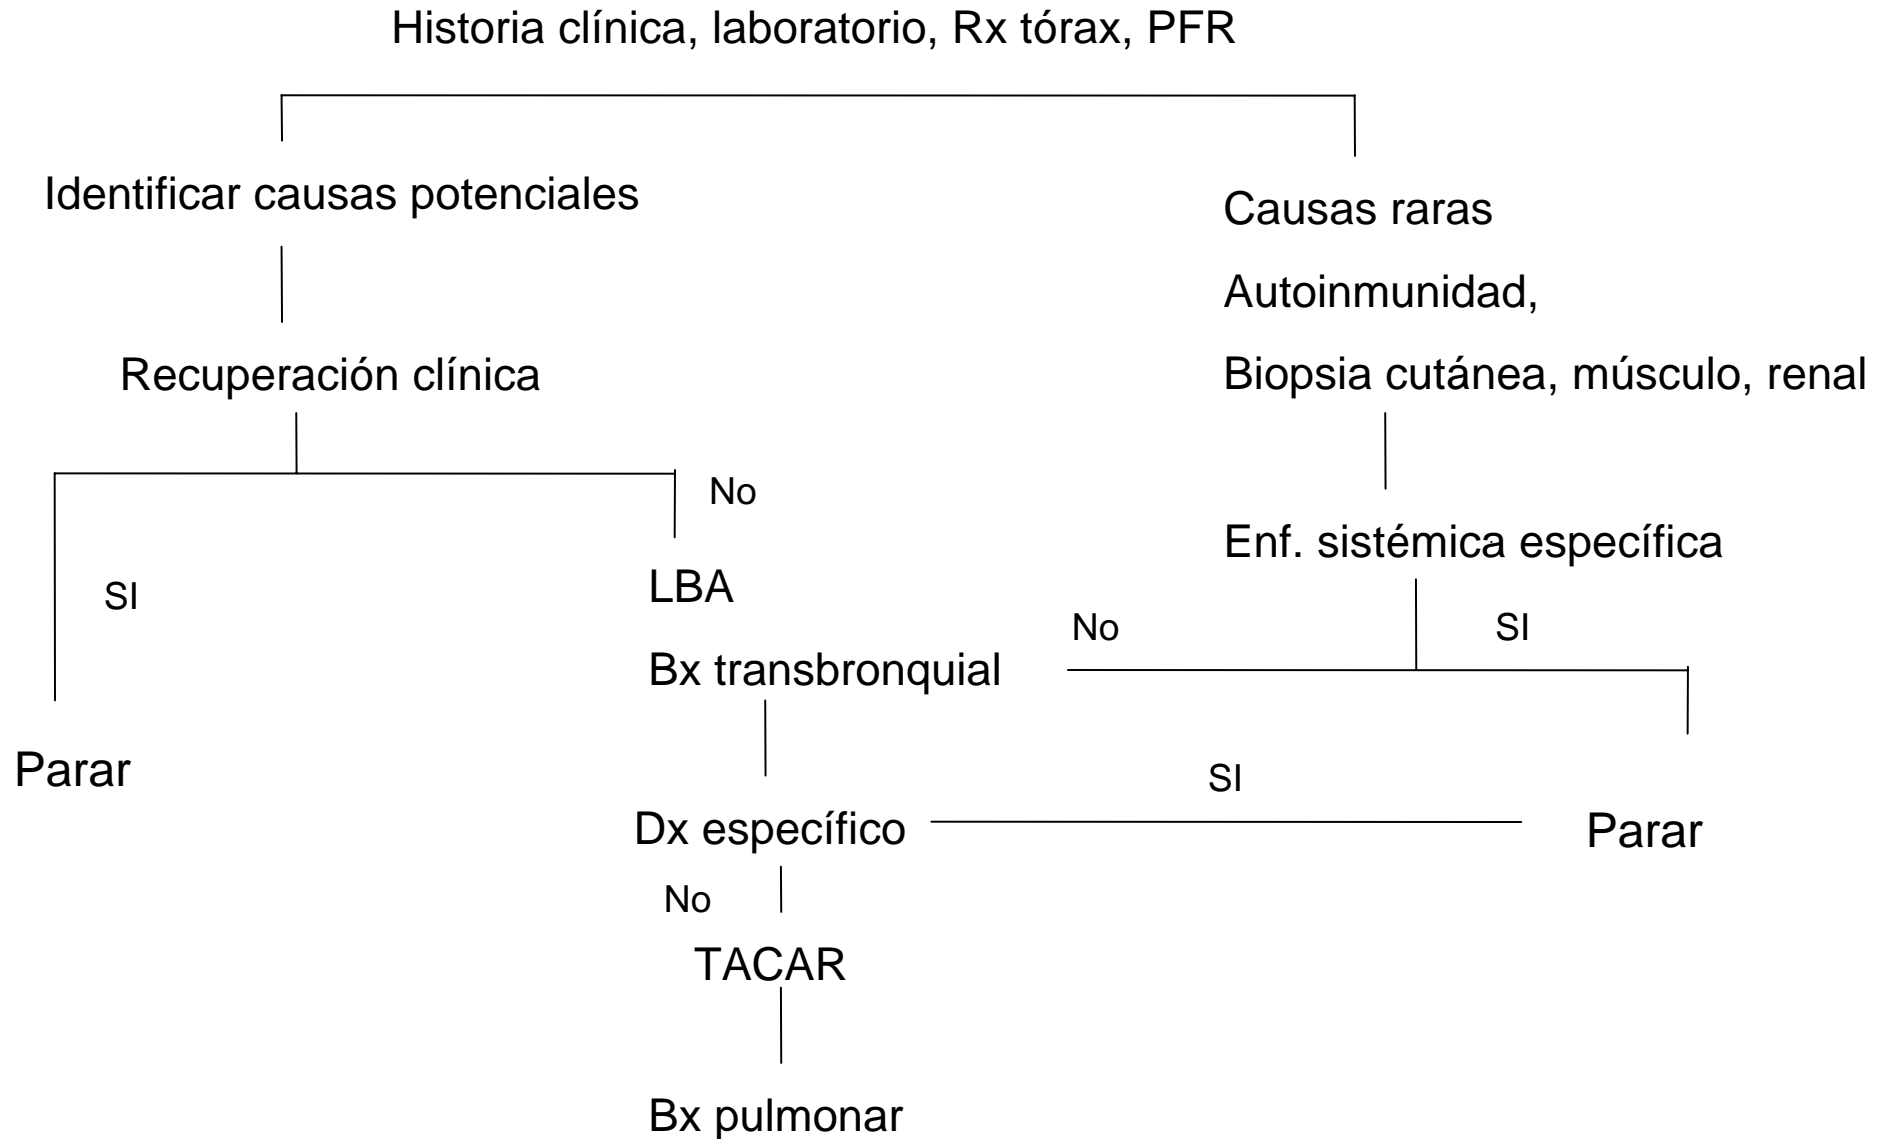 Historia clínica, laboratorio, Rx tórax, PFR
Identificar causas potenciales
Causas raras
Autoinmunidad,
Recuperación clínica
Biopsia cutánea, músculo, renal
No
Enf. sistémica específica
SI
LBA
No
SI
Bx transbronquial
Parar
SI
Dx específico
Parar
No
TACAR
Bx pulmonar